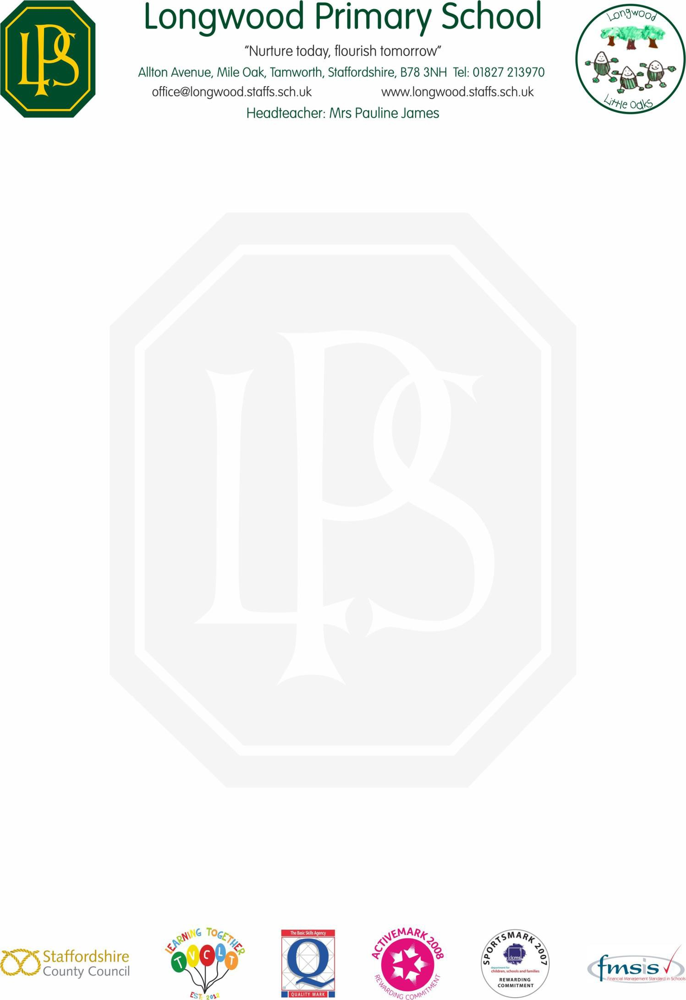 LPS
Longwood Primary School
“Nurture today, flourish tomorrow”
Allton Avenue, Mile Oak, Tamworth, Staffordshire, B78 3NH Tel: 01827 213970
office@longwood.staffs.sch.uk www.longwood.staffs.sch.uk
Headteacher: Mrs Pauline James
Longwood
Little Oaks
LPS
Staffordshire
County Council
LEARNING TOGETHER
TVCLT
EST: 2012
The Basic Skills Agency
Q
QUALITY MARK
ACTIVEMARK 2008
REWARDING COMMITMENT
SPORTSMARK 2007
dcms
department for
children, schools and families
REWARDING
COMMITMENT
fmsis
Financial Management Standard in Schools